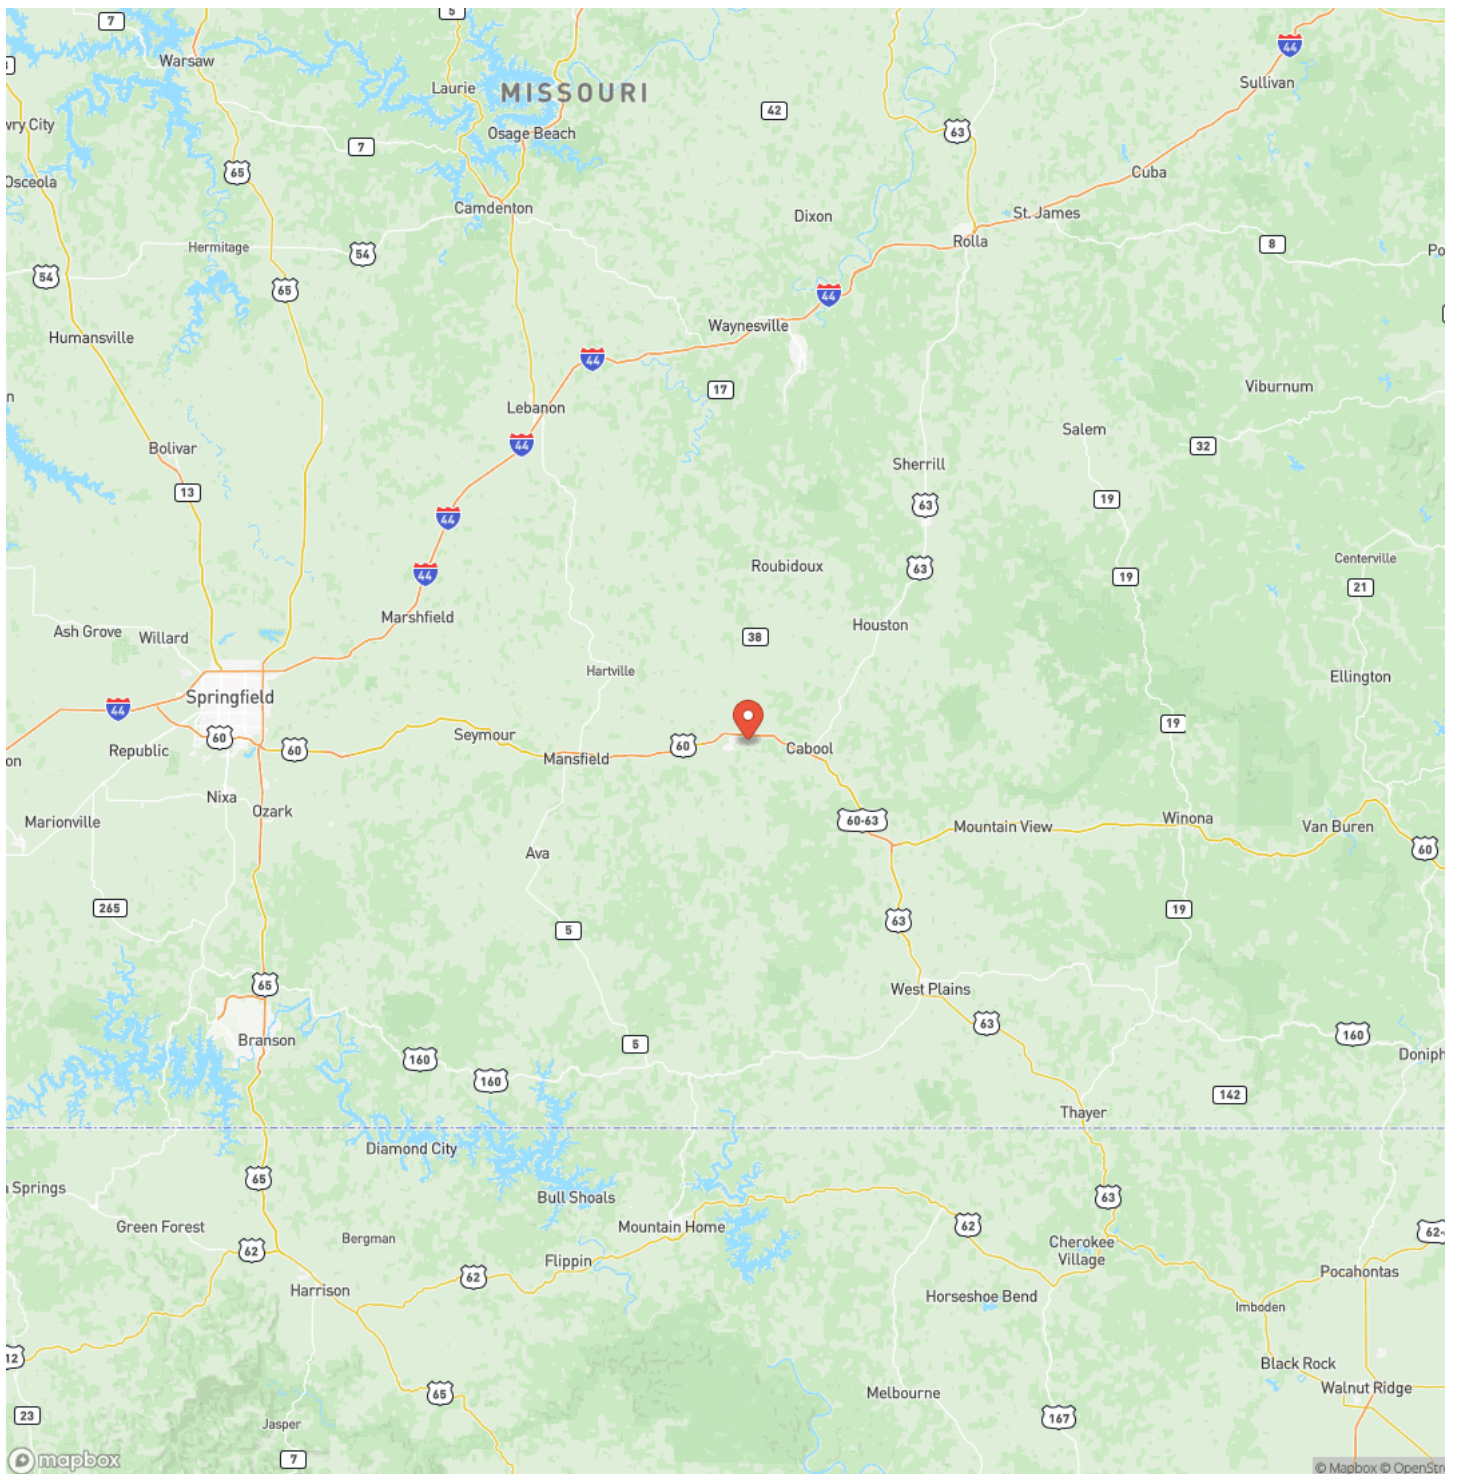 5
7
Warsaw
44
Sullivan
Laurie
MISSOURI
42
vry City
Osage Beach
63
7
65
Cuba
Osceola
Camdenton
Dixon
St. James
Rolla
8
Hermitage
54
Po
54
65
44
Humansville
Waynesville
44
17
Viburnum
n
Lebanon
Salem
44
32
Bolivar
Sherrill
13
19
63
44
Centerville
Roubidoux
63
44
19
21
Marshfield
Houston
Ash Grove
Willard
38
Hartville
Ellington
Springfield
44
19
60
Seymour
60
Cabool
Republic
60
Mansfield
on
Nixa
Ozark
60-63
Winona
Marionville
Mountain View
Van Buren
60
Ava
265
19
63
5
65
West Plains
63
160
Branson
5
Doniph
160
160
142
Thayer
Diamond City
65
a Springs
63
Bull Shoals
Green Forest
Mountain Home
62
62-
Bergman
Cherokee
Village
62
Flippin
Pocahontas
62
Harrison
Horseshoe Bend
Imboden
12
Black Rock
65
Melbourne
Walnut Ridge
23
167
Jasper
7
mapbox
© Mapbox © OpenStre